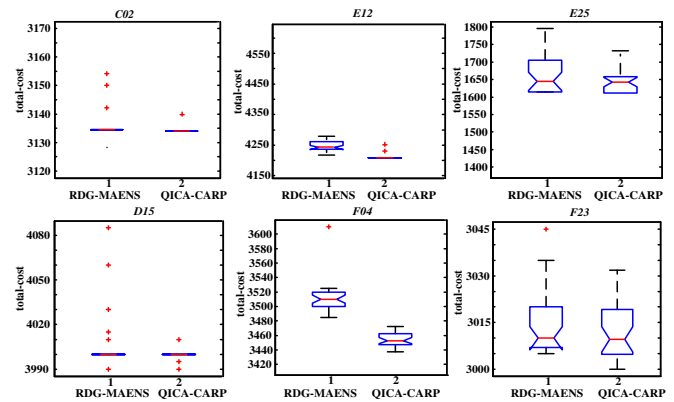 C02
total-cost
3170
3160
3150
3140
3130
3120
1 2
RDG-MAENS QICA-CARP
E12
total-cost
4550
4450
4350
4250
4150
1 2
RDG-MAENS QICA-CARP
E25
total-cost
1800
1700
1600
1500
1400
1 2
RDG-MAENS QICA-CARP
D15
total-cost
4080
4050
4020
3990
1 2
RDG-MAENS QICA-CARP
F04
total-cost
3600
3580
3560
3540
3520
3500
3480
3460
3440
3420
1 2
RDG-MAENS QICA-CARP
F23
total-cost
3045
3030
3015
3000
1 2
RDG-MAENS QICA-CARP